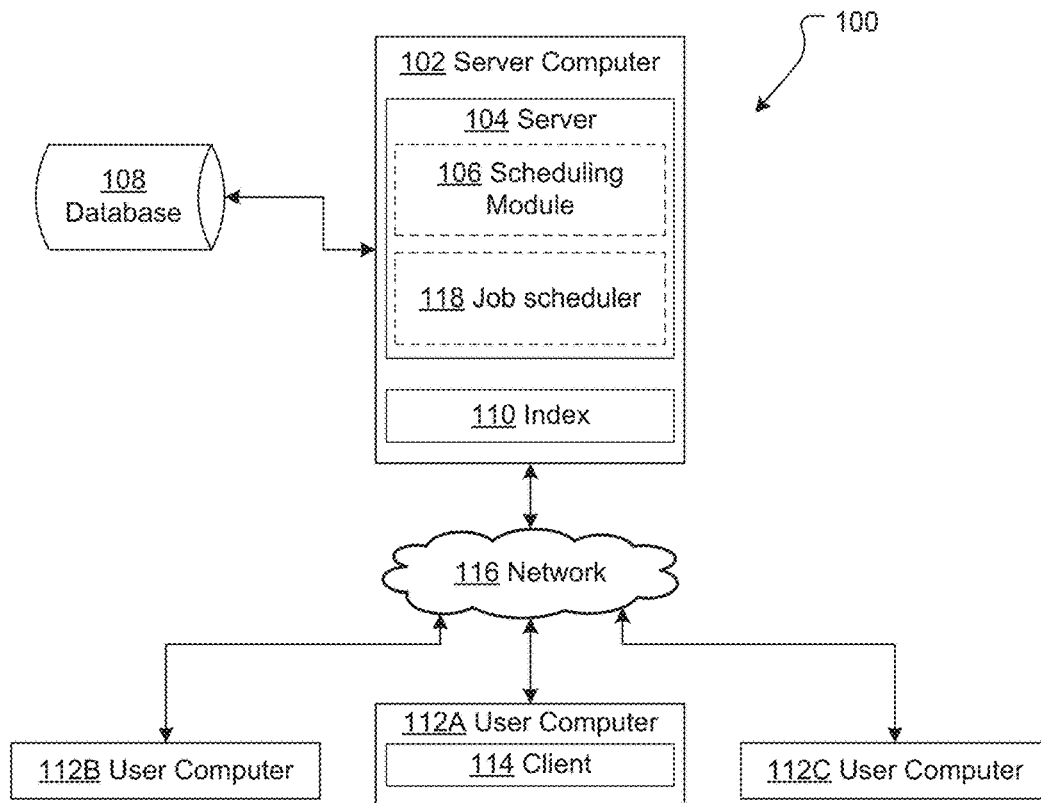 100
102 Server Computer
104 Server
106 Scheduling
Module
108
Database
118 Job scheduler
110 Index
116 Network
112A User Computer
114 Client
112B User Computer
112C User Computer